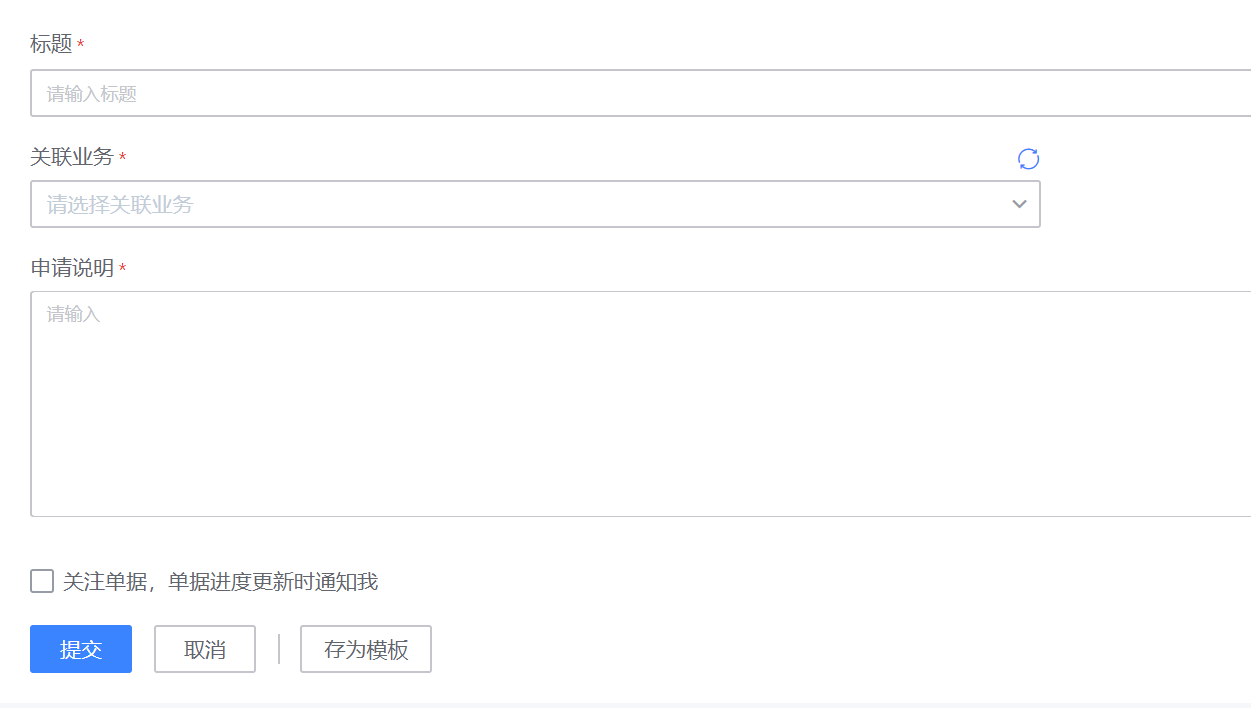 标题 *
请输入标题
关联业务 *
请选择关联业务
申请说明 *
请输入
关注单据，单据进度更新时通知我
提交 取消 存为模板